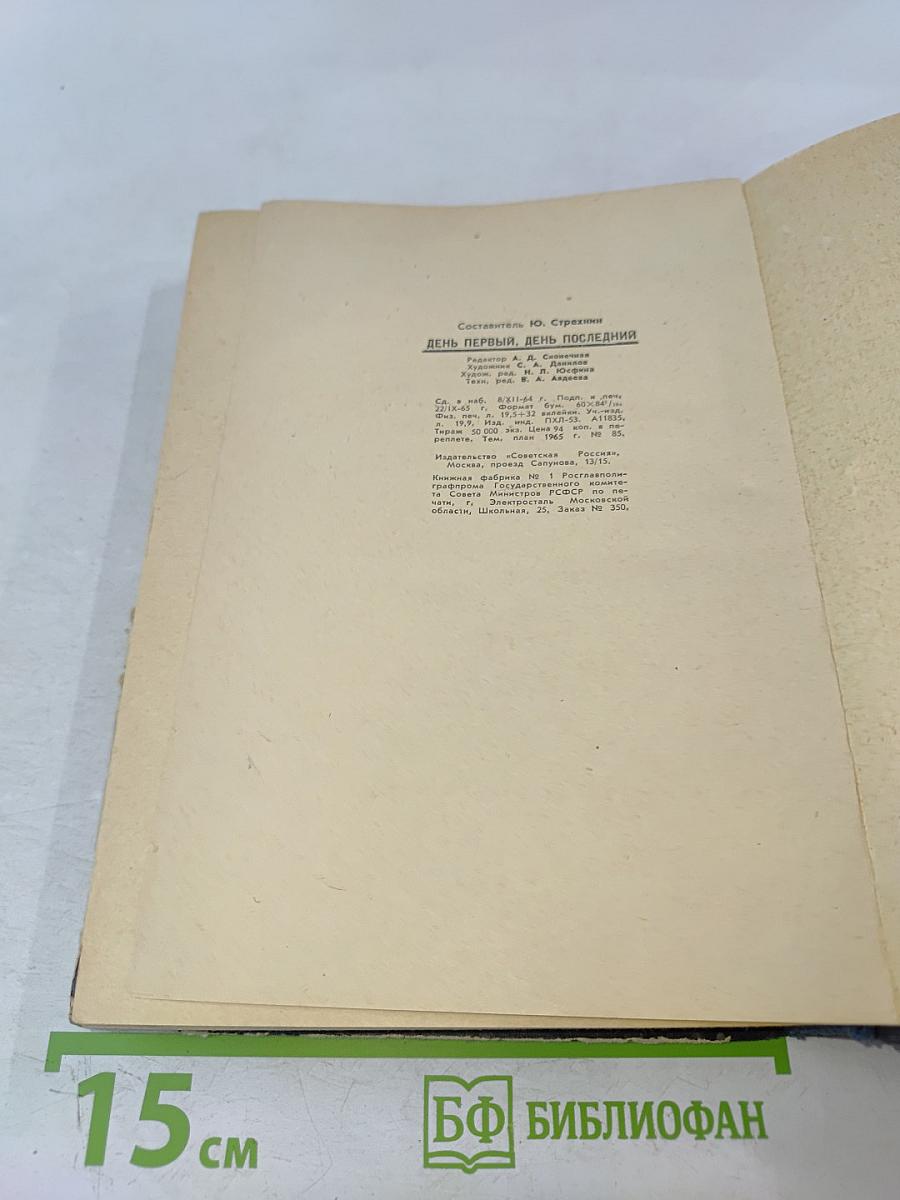 Составитель Ю. Стрехнин
ДЕНЬ ПЕРВЫЙ, ДЕНЬ ПОСЛЕДНИЙ
Редактор А. Д. Сконечная
Художник С. А. Данилов
Худож. ред. Н. Л. Юсфина
Техн. ред. В. А. Авдеева
Сд. в наб. 8/XII-64 г. Подп. к печ.
22/IX-65 г. Формат бум. 60×84¹/₁₆.
Физ. печ. л. 19,5+32 вклейки. Уч.-изд.
л. 19,9. Изд. инд. ПХЛ-53. А11835.
Тираж 50 000 экз. Цена 94 коп. в пе-
реплете. Тем. план 1965 г. № 85.
Издательство «Советская Россия».
Москва, проезд Сапунова, 13/15.
Книжная фабрика № 1 Росглавполи-
графпрома Государственного комите-
та Совета Министров РСФСР по пе-
чати, г. Электросталь Московской
области, Школьная, 25. Заказ № 350.
15 см
БФ БИБЛИОФАН